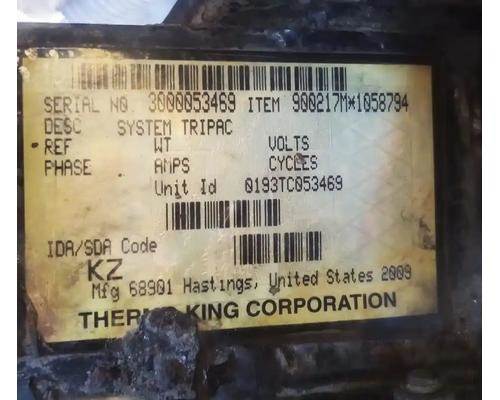 SERIAL NO. 3000053469 ITEM 900217M*1058794
DESC SYSTEM TRIPAC
REF WT VOLTS
PHASE AMPS CYCLES
Unit Id 0193TC053469
IDA/SDA Code
KZ
Mfg 68901 Hastings, United States 2009
THERMO KING CORPORATION